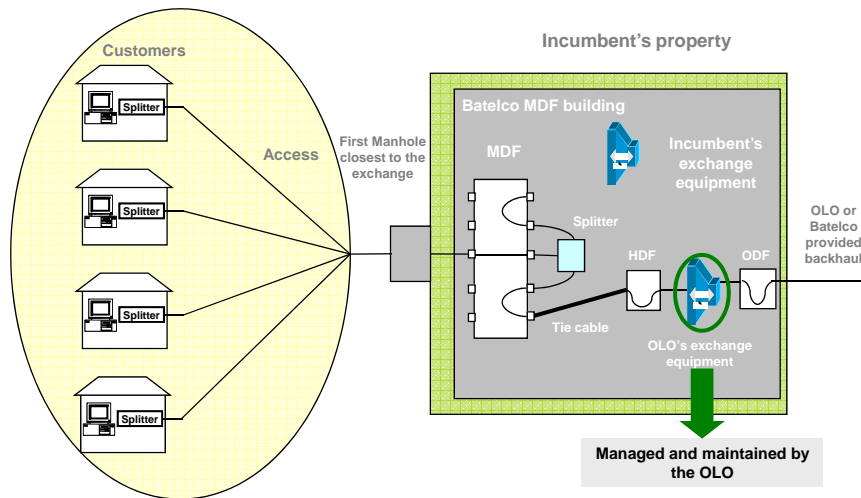 Customers
Splitter
Splitter
Splitter
Splitter
Access
First Manhole
closest to the
exchange
Incumbent's property
Batelco MDF building
MDF
Incumbent's
exchange
equipment
Splitter
HDF
ODF
Tie cable
OLO's exchange
equipment
OLO or
Batelco
provided
backhaul
Managed and maintained by
the OLO